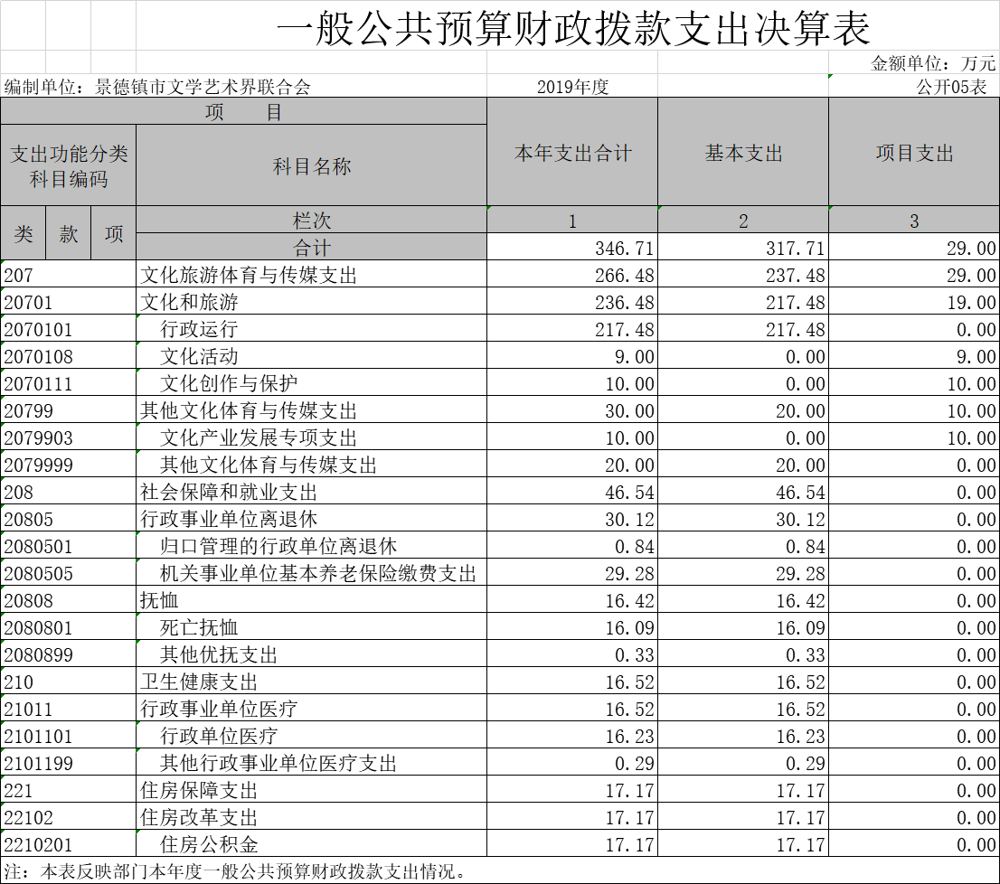 一般公共预算财政拨款支出决算表
金额单位：万元
编制单位：景德镇市文学艺术界联合会 2019年度 公开05表
项 目 本年支出合计 基本支出 项目支出
支出功能分类科目编码 科目名称
类 款 项 栏次 1 2 3
合计 346.71 317.71 29.00
207 文化旅游体育与传媒支出 266.48 237.48 29.00
20701 文化和旅游 236.48 217.48 19.00
2070101 行政运行 217.48 217.48 0.00
2070108 文化活动 9.00 0.00 9.00
2070111 文化创作与保护 10.00 0.00 10.00
20799 其他文化体育与传媒支出 30.00 20.00 10.00
2079903 文化产业发展专项支出 10.00 0.00 10.00
2079999 其他文化体育与传媒支出 20.00 20.00 0.00
208 社会保障和就业支出 46.54 46.54 0.00
20805 行政事业单位离退休 30.12 30.12 0.00
2080501 归口管理的行政单位离退休 0.84 0.84 0.00
2080505 机关事业单位基本养老保险缴费支出 29.28 29.28 0.00
20808 抚恤 16.42 16.42 0.00
2080801 死亡抚恤 16.09 16.09 0.00
2080899 其他优抚支出 0.33 0.33 0.00
210 卫生健康支出 16.52 16.52 0.00
21011 行政事业单位医疗 16.52 16.52 0.00
2101101 行政单位医疗 16.23 16.23 0.00
2101199 其他行政事业单位医疗支出 0.29 0.29 0.00
221 住房保障支出 17.17 17.17 0.00
22102 住房改革支出 17.17 17.17 0.00
2210201 住房公积金 17.17 17.17 0.00
注：本表反映部门本年度一般公共预算财政拨款支出情况。